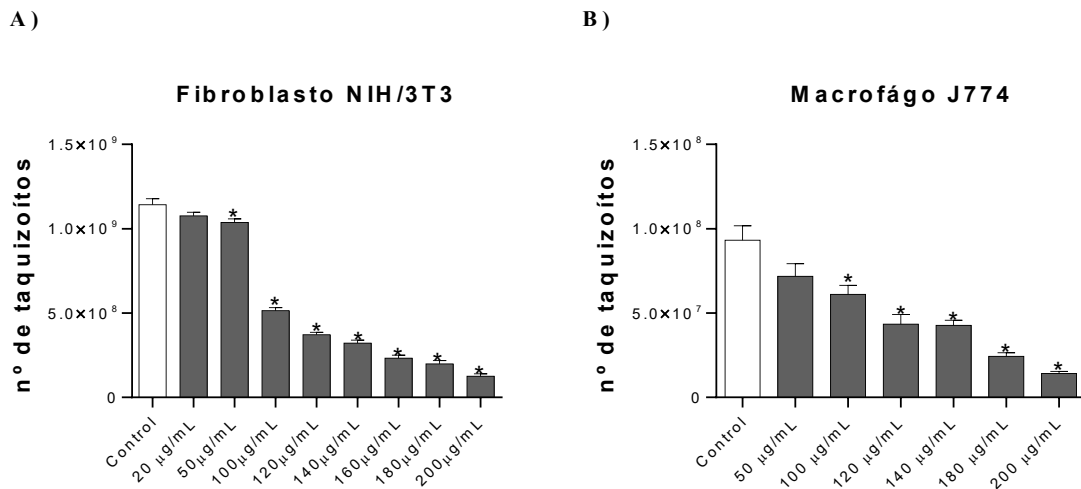 A )
B )
Fibroblasto NIH/3T3
nº de taquizoítos
1.5×10⁹
1.0×10⁹
5.0×10⁸
0
*
*
*
*
*
*
*
Control
20 µg/mL
50µg/mL
100µg/mL
120µg/mL
140µg/mL
160µg/mL
180µg/mL
200µg/mL
Macrofágo J774
nº de taquizoítos
1.5×10⁸
1.0×10⁸
5.0×10⁷
0
*
*
*
*
*
Control
50 µg/mL
100 µg/mL
120 µg/mL
140 µg/mL
180 µg/mL
200 µg/mL